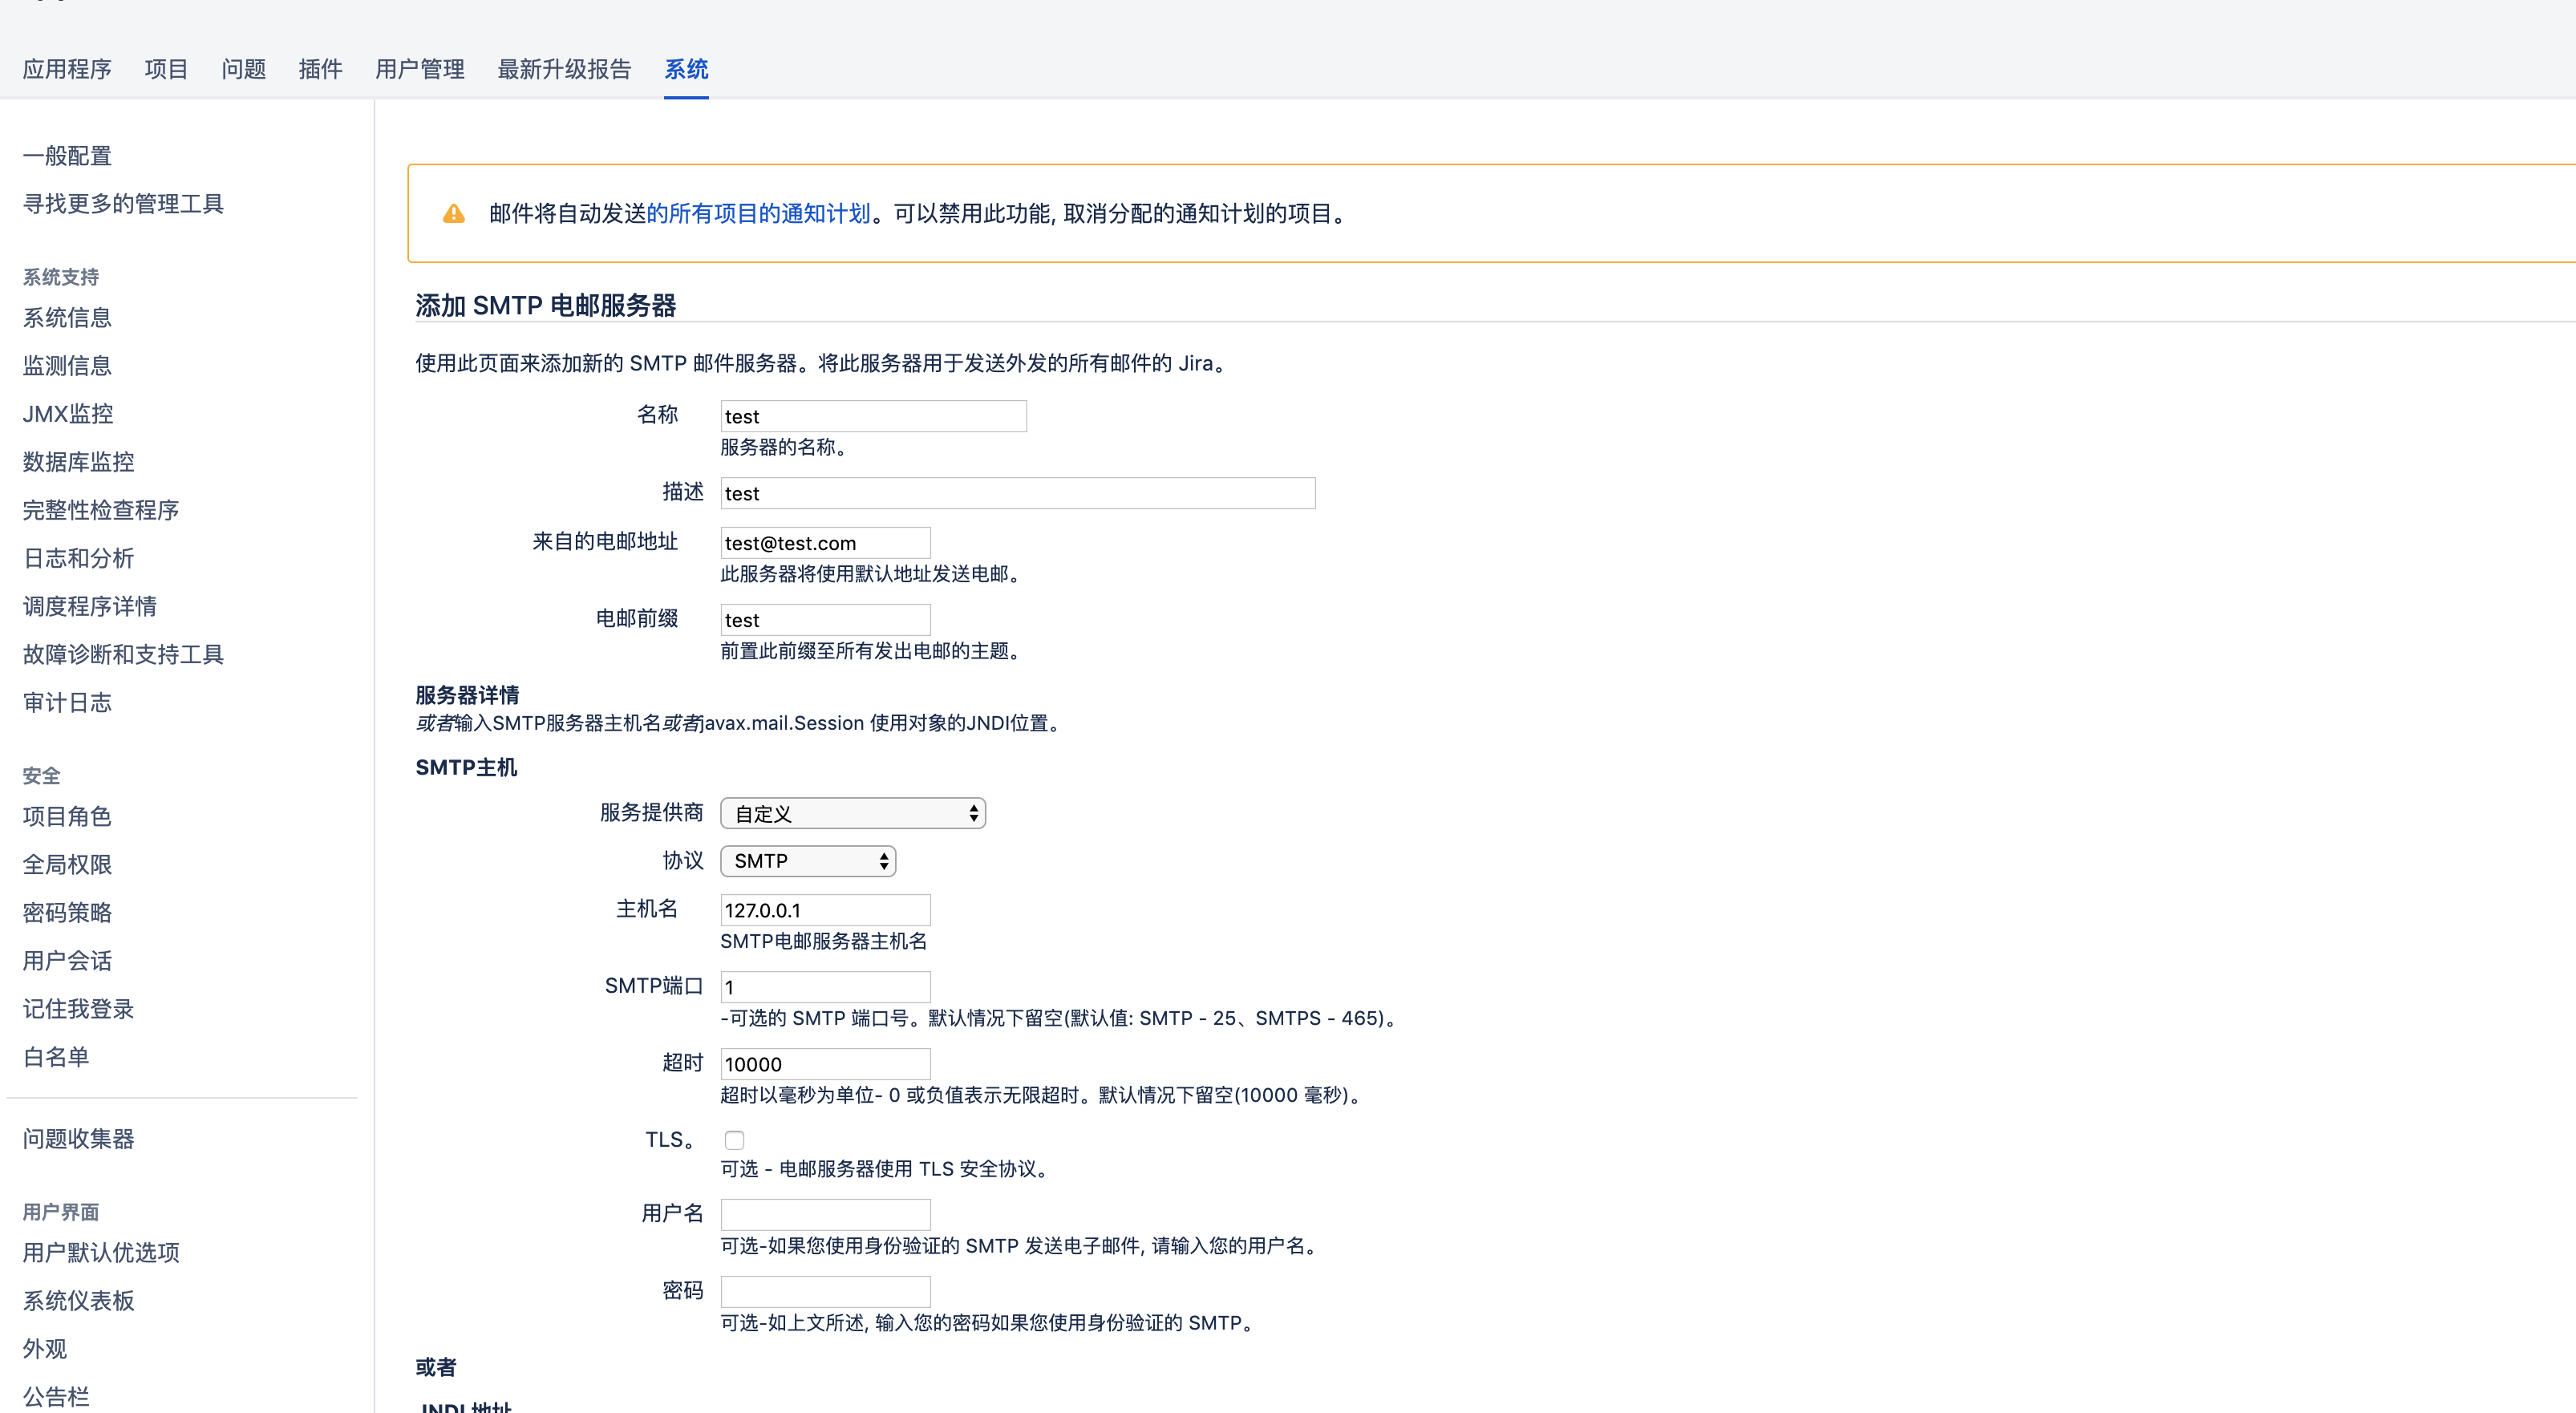 应用程序 项目 问题 插件 用户管理 最新升级报告 系统
一般配置
寻找更多的管理工具
系统支持
系统信息
监测信息
JMX监控
数据库监控
完整性检查程序
日志和分析
调度程序详情
故障诊断和支持工具
审计日志
安全
项目角色
全局权限
密码策略
用户会话
记住我登录
白名单
问题收集器
用户界面
用户默认优选项
系统仪表板
外观
公告栏
邮件将自动发送的所有项目的通知计划。可以禁用此功能, 取消分配的通知计划的项目。
添加 SMTP 电邮服务器
使用此页面来添加新的 SMTP 邮件服务器。将此服务器用于发送外发的所有邮件的 Jira。
名称 test
服务器的名称。
描述 test
来自的电邮地址 test@test.com
此服务器将使用默认地址发送电邮。
电邮前缀 test
前置此前缀至所有发出电邮的主题。
服务器详情
或者输入SMTP服务器主机名或者javax.mail.Session 使用对象的JNDI位置。
SMTP主机
服务提供商 自定义
协议 SMTP
主机名 127.0.0.1
SMTP电邮服务器主机名
SMTP端口 1
-可选的 SMTP 端口号。默认情况下留空(默认值: SMTP - 25、SMTPS - 465)。
超时 10000
超时以毫秒为单位- 0 或负值表示无限超时。默认情况下留空(10000 毫秒)。
TLS。
可选 - 电邮服务器使用 TLS 安全协议。
用户名
可选-如果您使用身份验证的 SMTP 发送电子邮件, 请输入您的用户名。
密码
可选-如上文所述, 输入您的密码如果您使用身份验证的 SMTP。
或者
JNDI 地址